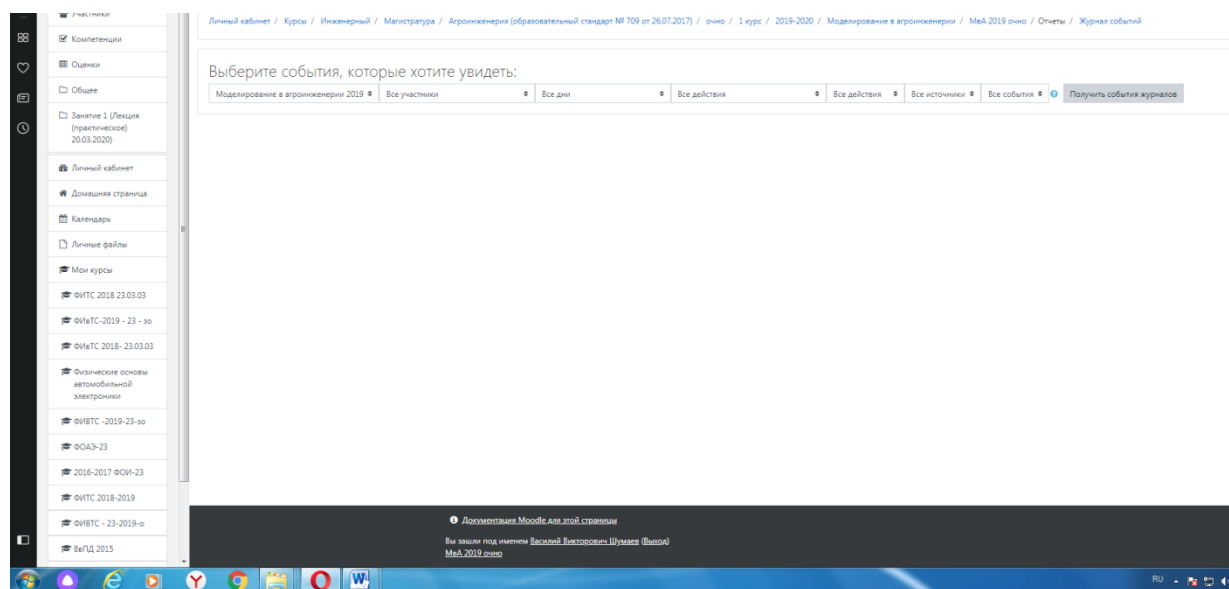 Участники
Компетенции
Оценки
Общее
Занятие 1 (Лекция
(практическое)
20.03.2020)
Личный кабинет
Домашняя страница
Календарь
Личные файлы
Мои курсы
ФИТС 2018 23.03.03
ФИвТС-2019 - 23 - зо
ФИвТС 2018- 23.03.03
Физические основы
автомобильной
электроники
ФИВТС -2019-23-зо
ФОАЭ-23
2016-2017 ФОИ-23
ФИТС 2018-2019
ФИВТС - 23-2019-о
ВвПД 2015
Личный кабинет / Курсы / Инженерный / Магистратура / Агроинженерия (образовательный стандарт № 709 от 26.07.2017) / очно / 1 курс / 2019-2020 / Моделирование в агроинженерии / МвА 2019 очно / Отчеты / Журнал событий
Выберите события, которые хотите увидеть:
Моделирование в агроинженерии 2019 Все участники Все дни Все действия Все действия Все источники Все события Получить события журналов
Документация Moodle для этой страницы
Вы зашли под именем Василий Викторович Шумаев (Выход)
МвА 2019 очно
RU